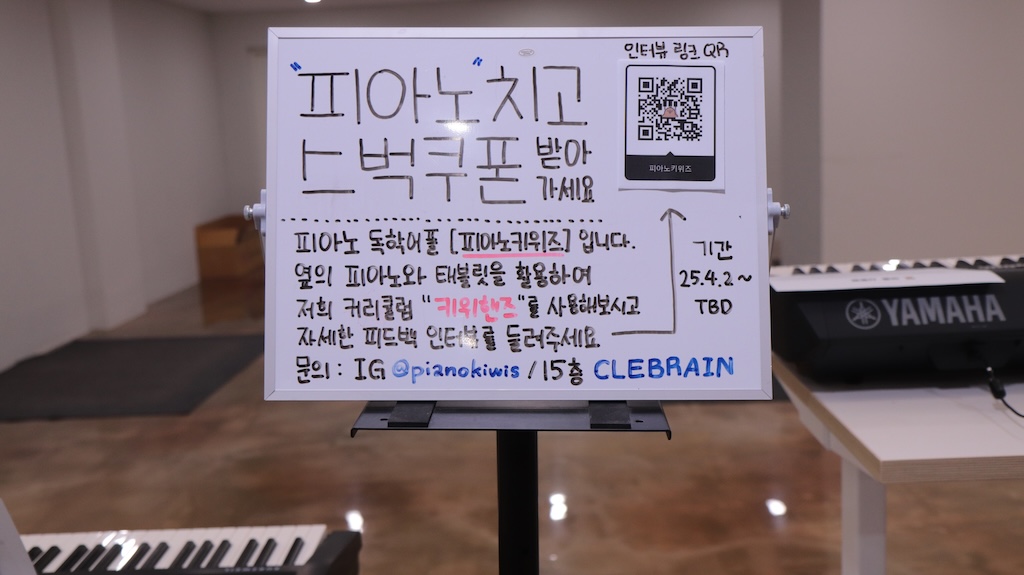 인터뷰 링크 QR
"피아노" 치고
스벅쿠폰 받아
가세요
피아노키위즈
피아노 독학어플 [피아노키위즈] 입니다.
옆의 피아노와 태블릿을 활용하여
저희 커리큘럼 "키위핸즈"를 사용해보시고
자세한 피드백 인터뷰를 들려주세요.
문의 : IG @pianokiwis / 15층 CLEBRAIN
기간
25.4.2~
TBD
YAMAHA